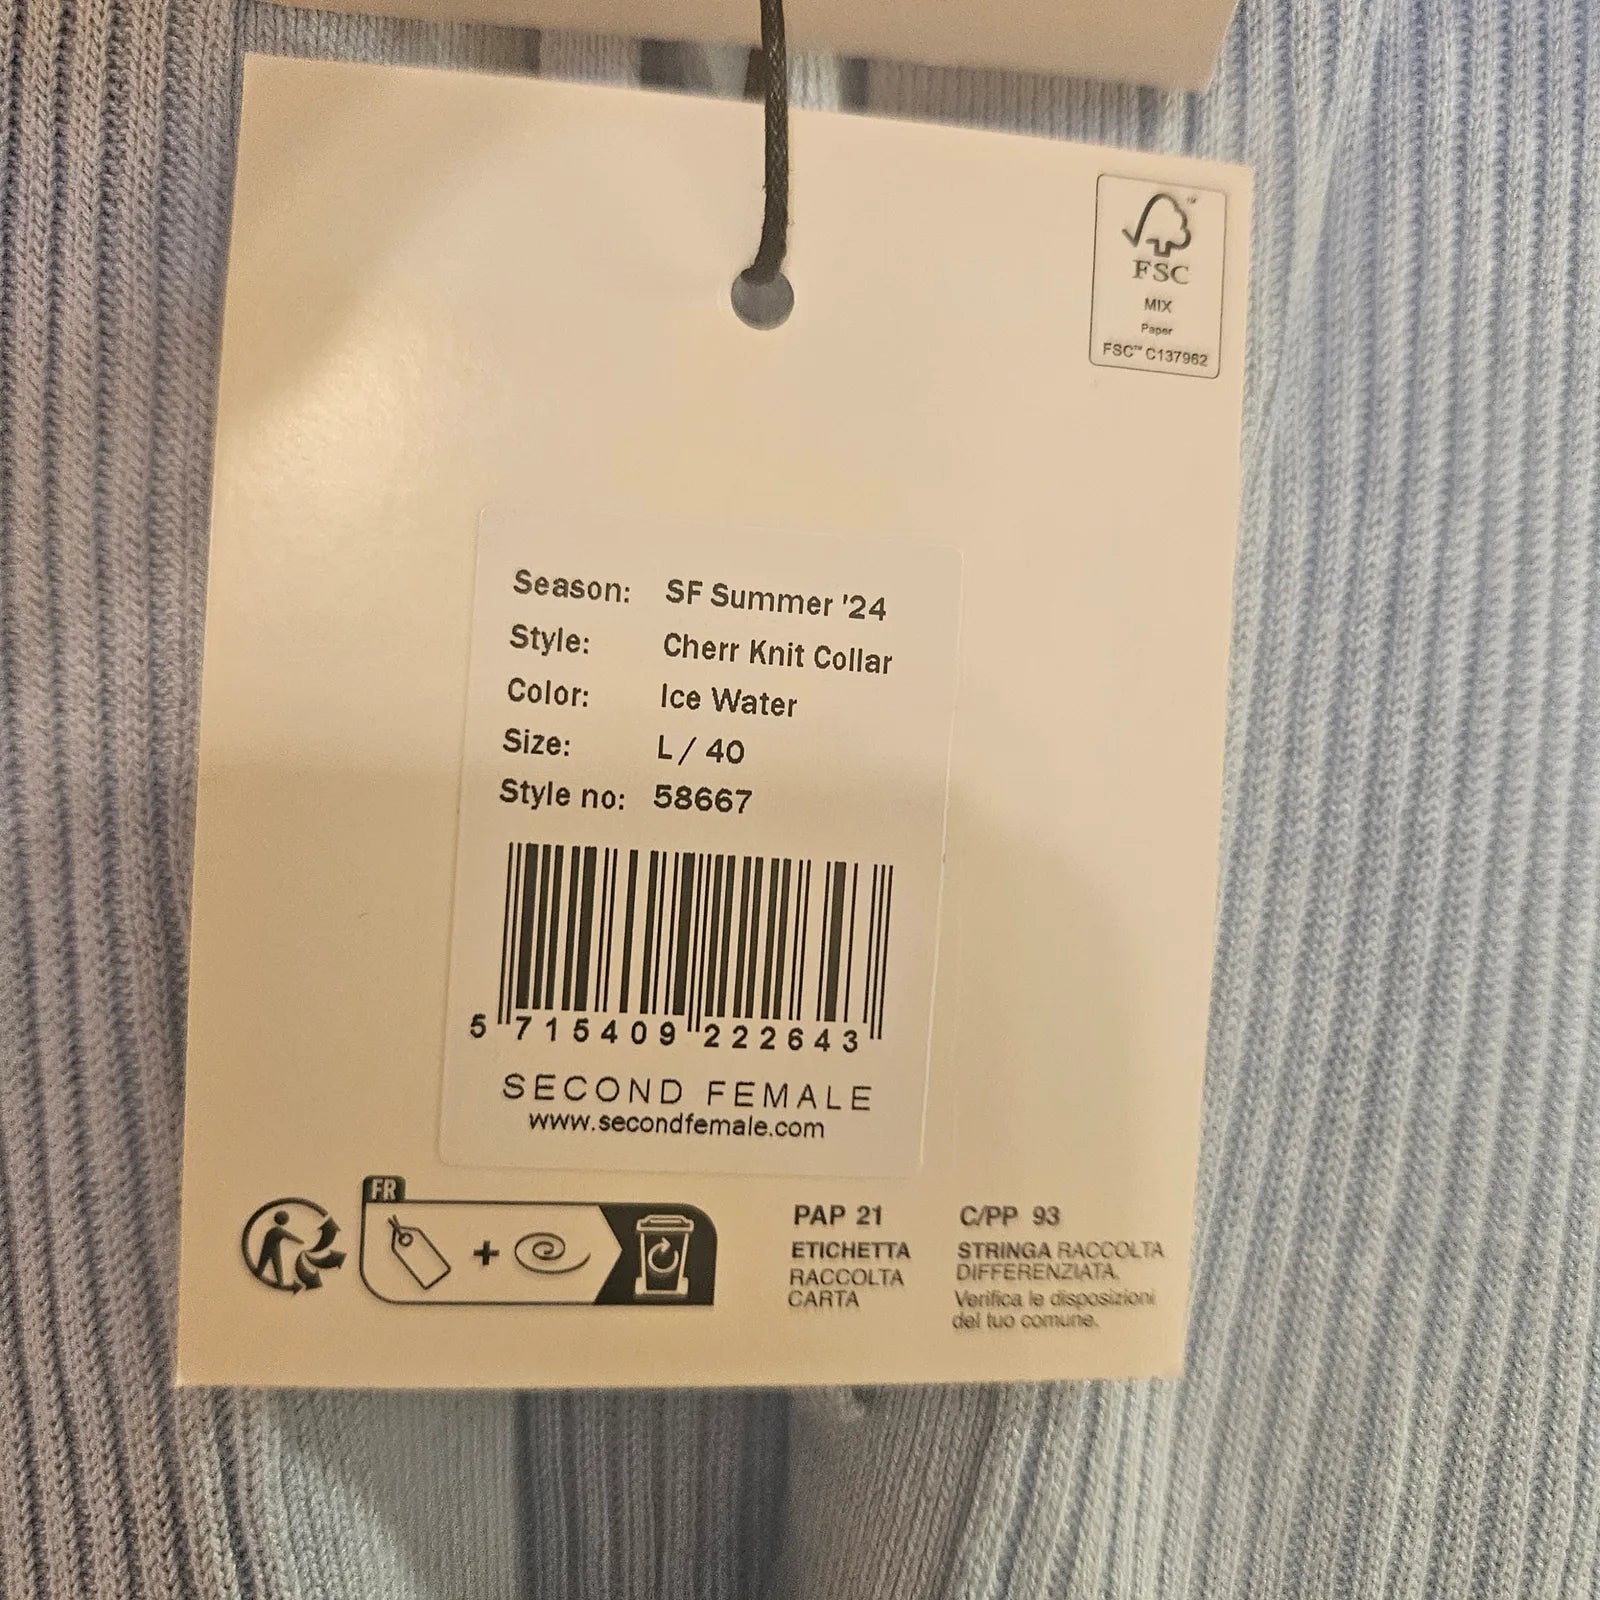 FSC
MIX
Paper
FSC™ C137962
Season: SF Summer '24
Style: Cherr Knit Collar
Color: Ice Water
Size: L / 40
Style no: 58667
5 715409 222643
SECOND FEMALE
www.secondfemale.com
FR
PAP 21
ETICHETTA
RACCOLTA
CARTA
C/PP 93
STRINGA RACCOLTA
DIFFERENZIATA.
Verifica le disposizioni
del tuo comune.